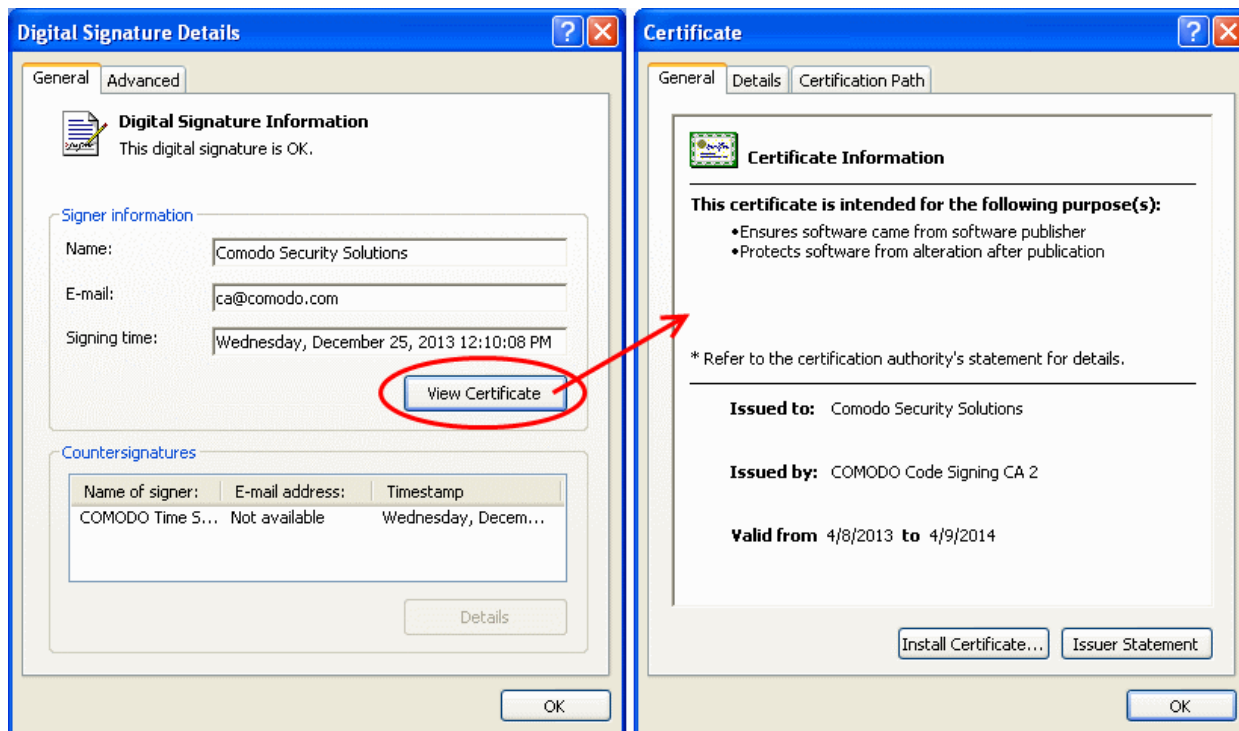 Digital Signature Details
General Advanced
Digital Signature Information
This digital signature is OK.
Signer information
Name: Comodo Security Solutions
E-mail: ca@comodo.com
Signing time: Wednesday, December 25, 2013 12:10:08 PM
View Certificate
Countersignatures
Name of signer: E-mail address: Timestamp
COMODO Time S... Not available Wednesday, Decem...
Details
OK
Certificate
General Details Certification Path
Certificate Information
This certificate is intended for the following purpose(s):
•Ensures software came from software publisher
•Protects software from alteration after publication
* Refer to the certification authority's statement for details.
Issued to: Comodo Security Solutions
Issued by: COMODO Code Signing CA 2
Valid from 4/8/2013 to 4/9/2014
Install Certificate... Issuer Statement
OK